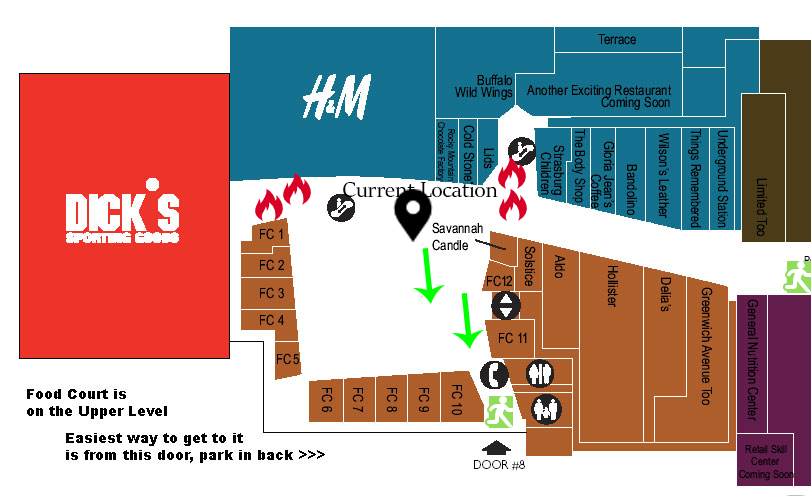 Terrace
H&M
Buffalo
Wild Wings
Another Exciting Restaurant
Coming Soon
Rocky Mountain
Chocolate Factory
Cold Stone
Lids
Strasburg
Children
The Body Shop
Gloria Jean's
Coffee
Bandolino
Wilson's Leather
Things Remembered
Underground Station
Limited Too
DICK'S
SPORTING GOODS
Current Location
Savannah
Candle
FC 1
FC 2
FC 3
FC 4
FC 5
FC 6
FC 7
FC 8
FC 9
FC 10
FC 11
FC12
Solstice
Aldo
Hollister
Delia's
Greenwich Avenue Too
General Nutrition Center
Retail Skill
Center
Coming Soon
Food Court is
on the Upper Level
Easiest way to get to it
is from this door, park in back >>>
DOOR #8